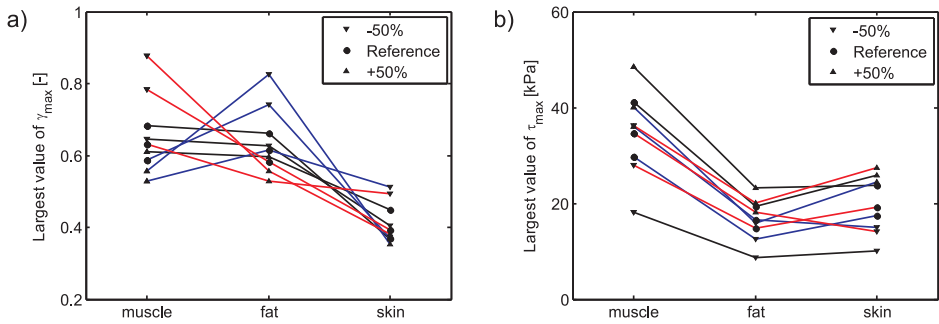 a)
Largest value of γmax [-]
1
0.8
0.6
0.4
0.2
muscle fat skin
-50%
Reference
+50%
b)
Largest value of τmax [kPa]
60
40
20
0
muscle fat skin
-50%
Reference
+50%